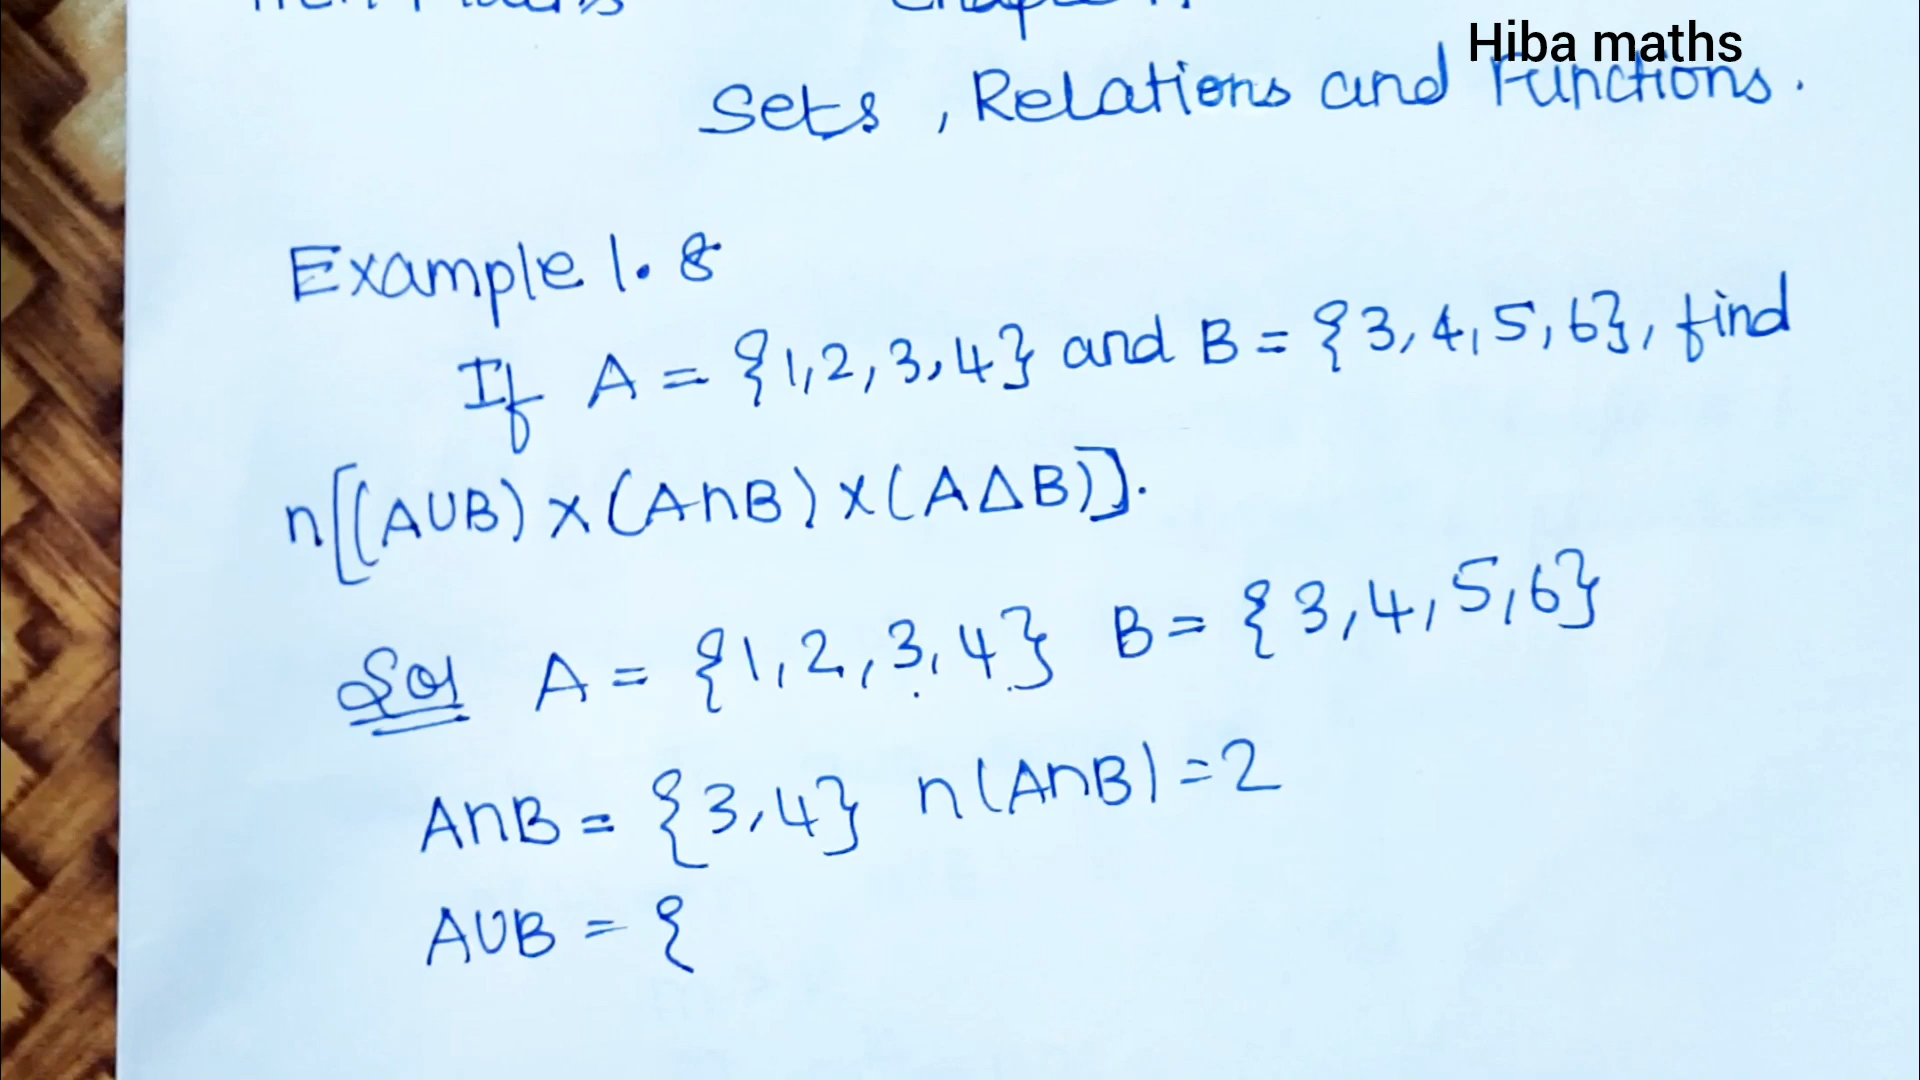 Hiba maths
Sets, Relations and Functions.
Example 1.8
If A = {1,2,3,4} and B = {3,4,5,6}, find
n[(A∪B) × (A∩B) × (A∆B)].
Sol A = {1,2,3,4} B = {3,4,5,6}
A∩B = {3,4} n(A∩B) = 2
A∪B = {